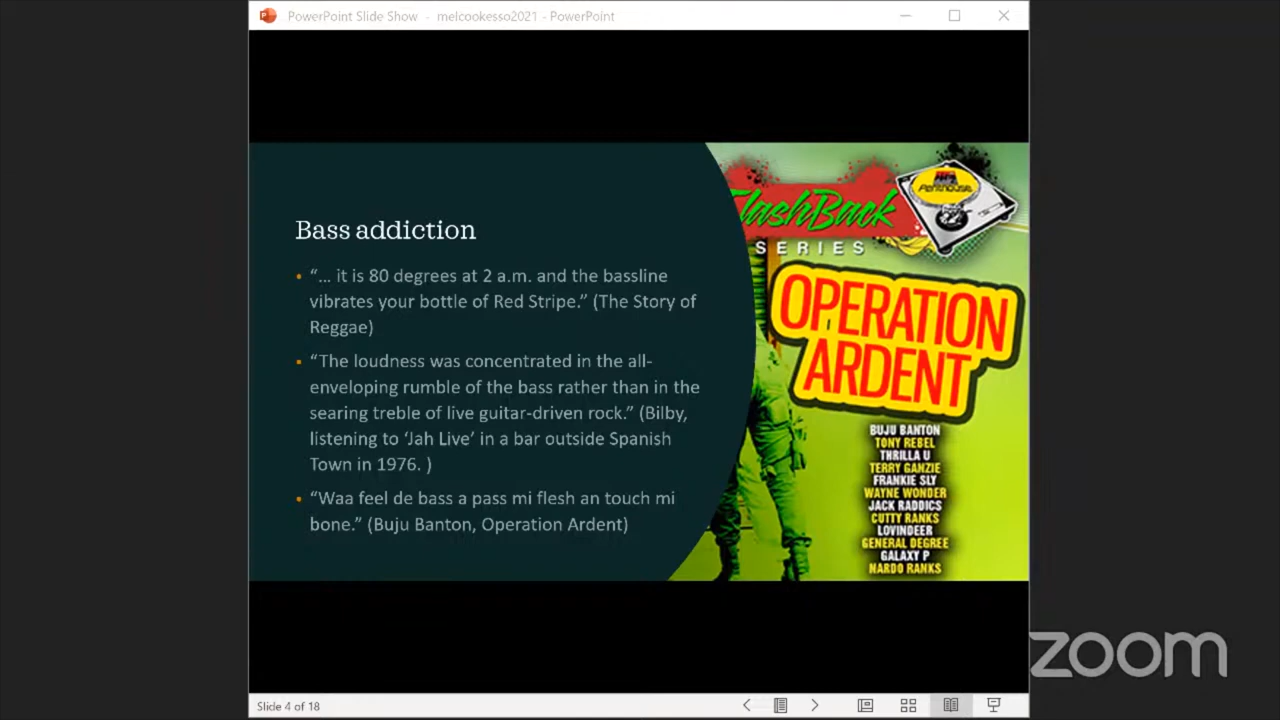 PowerPoint Slide Show - melcookesso2021 - PowerPoint
Bass addiction
“... it is 80 degrees at 2 a.m. and the bassline
vibrates your bottle of Red Stripe.” (The Story of
Reggae)
“The loudness was concentrated in the all-
enveloping rumble of the bass rather than in the
searing treble of live guitar-driven rock.” (Bilby,
listening to ‘Jah Live’ in a bar outside Spanish
Town in 1976. )
“Waa feel de bass a pass mi flesh an touch mi
bone.” (Buju Banton, Operation Ardent)
Penthouse
FlashBack
SERIES
OPERATION
ARDENT
BUJU BANTON
TONY REBEL
THRILLA U
TERRY GANZIE
FRANKIE SLY
WAYNE WONDER
JACK RADDICS
CUTTY RANKS
LOVINDEER
GENERAL DEGREE
GALAXY P
NARDO RANKS
zoom
Slide 4 of 18